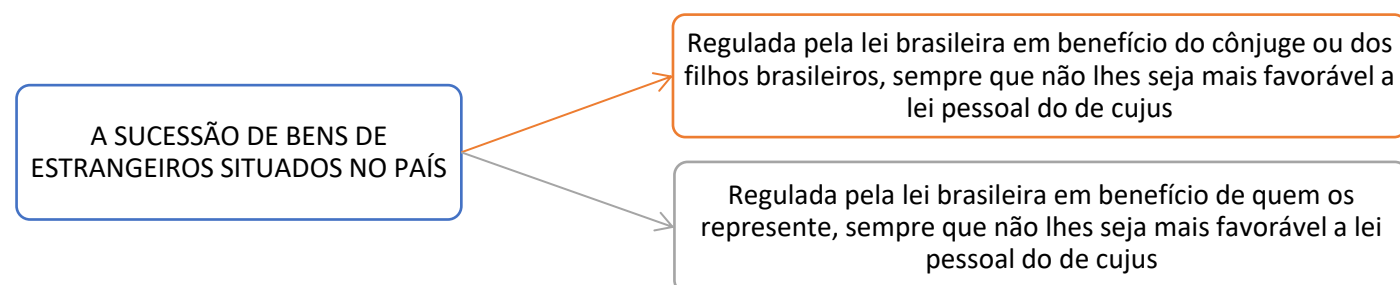 A SUCESSÃO DE BENS DE
ESTRANGEIROS SITUADOS NO PAÍS
Regulada pela lei brasileira em benefício do cônjuge ou dos
filhos brasileiros, sempre que não lhes seja mais favorável a
lei pessoal do de cujus
Regulada pela lei brasileira em benefício de quem os
represente, sempre que não lhes seja mais favorável a lei
pessoal do de cujus